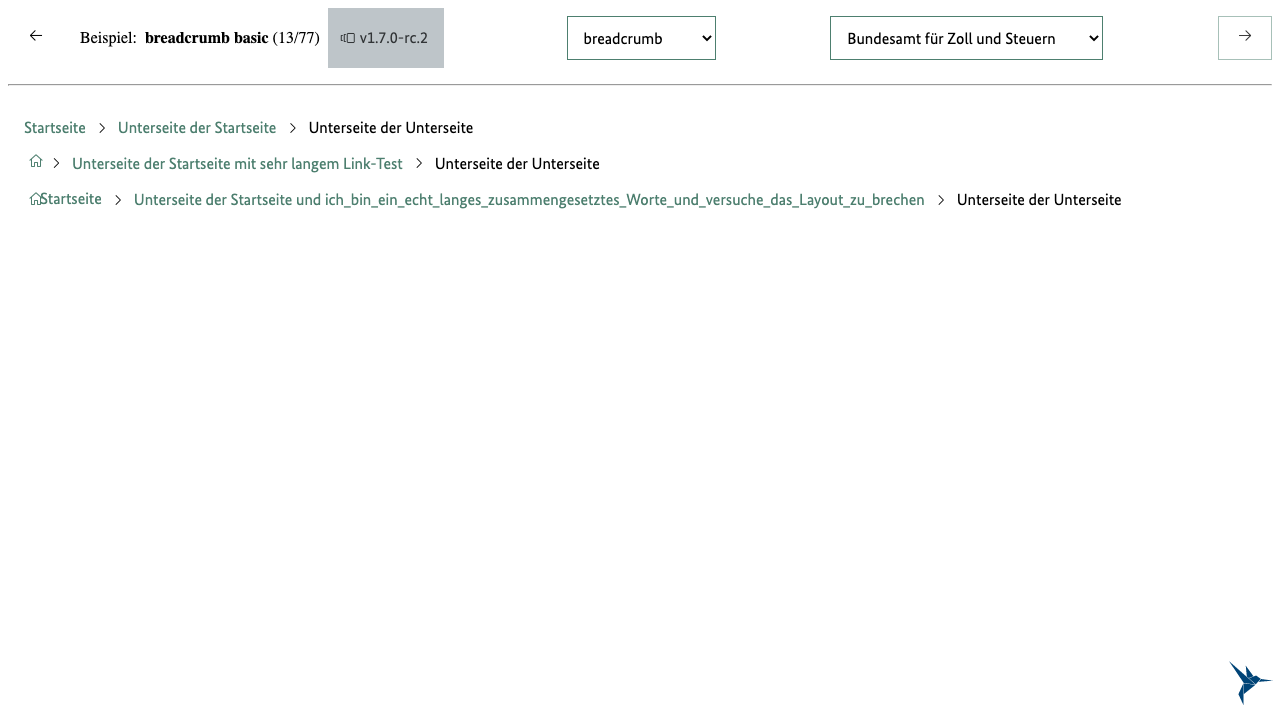 Beispiel: breadcrumb basic (13/77) v1.7.0-rc.2 breadcrumb Bundesamt für Zoll und Steuern
Startseite Unterseite der Startseite Unterseite der Unterseite
Unterseite der Startseite mit sehr langem Link-Test Unterseite der Unterseite
Startseite Unterseite der Startseite und ich_bin_ein_echt_langes_zusammengesetztes_Worte_und_versuche_das_Layout_zu_brechen Unterseite der Unterseite